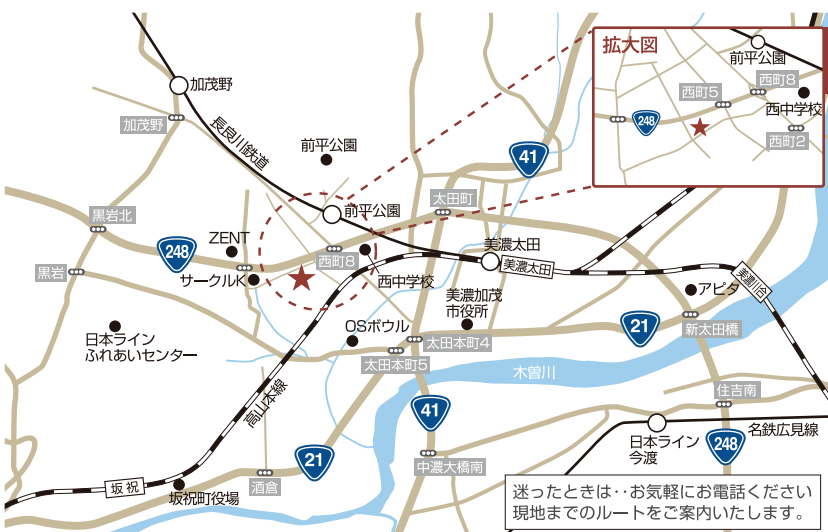 拡大図
前平公園
西町8
西町5
西中学校
248
西町2
加茂野
加茂野
長良川鉄道
前平公園
41
太田町
前平公園
黒岩北
ZENT
248
西町8
美濃太田
西中学校
美濃太田
黒岩
サークルK
美濃川合
アピタ
美濃加茂
市役所
日本ライン
ふれあいセンター
OSボウル
太田本町4
21
新太田橋
太田本町5
木曽川
高山本線
住吉南
41
名鉄広見線
日本ライン
今渡
248
21
中濃大橋南
酒倉
坂祝
坂祝町役場
迷ったときは‥お気軽にお電話ください
現地までのルートをご案内いたします。